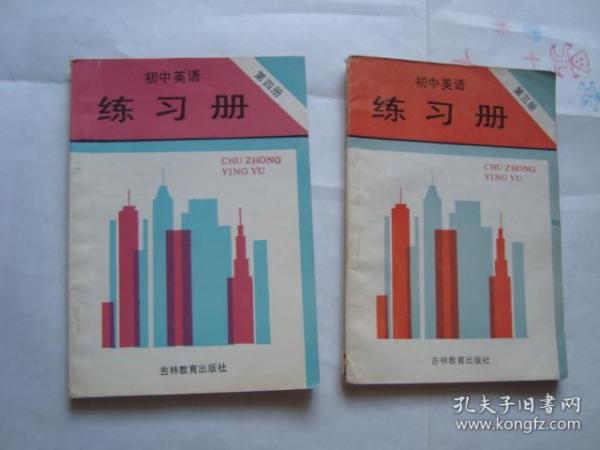 初中英语
第四册
练习册
CHU ZHONG
YING YU
吉林教育出版社
初中英语
第三册
练习册
CHU ZHONG
YING YU
吉林教育出版社
孔夫子旧书网
www.kongfz.com